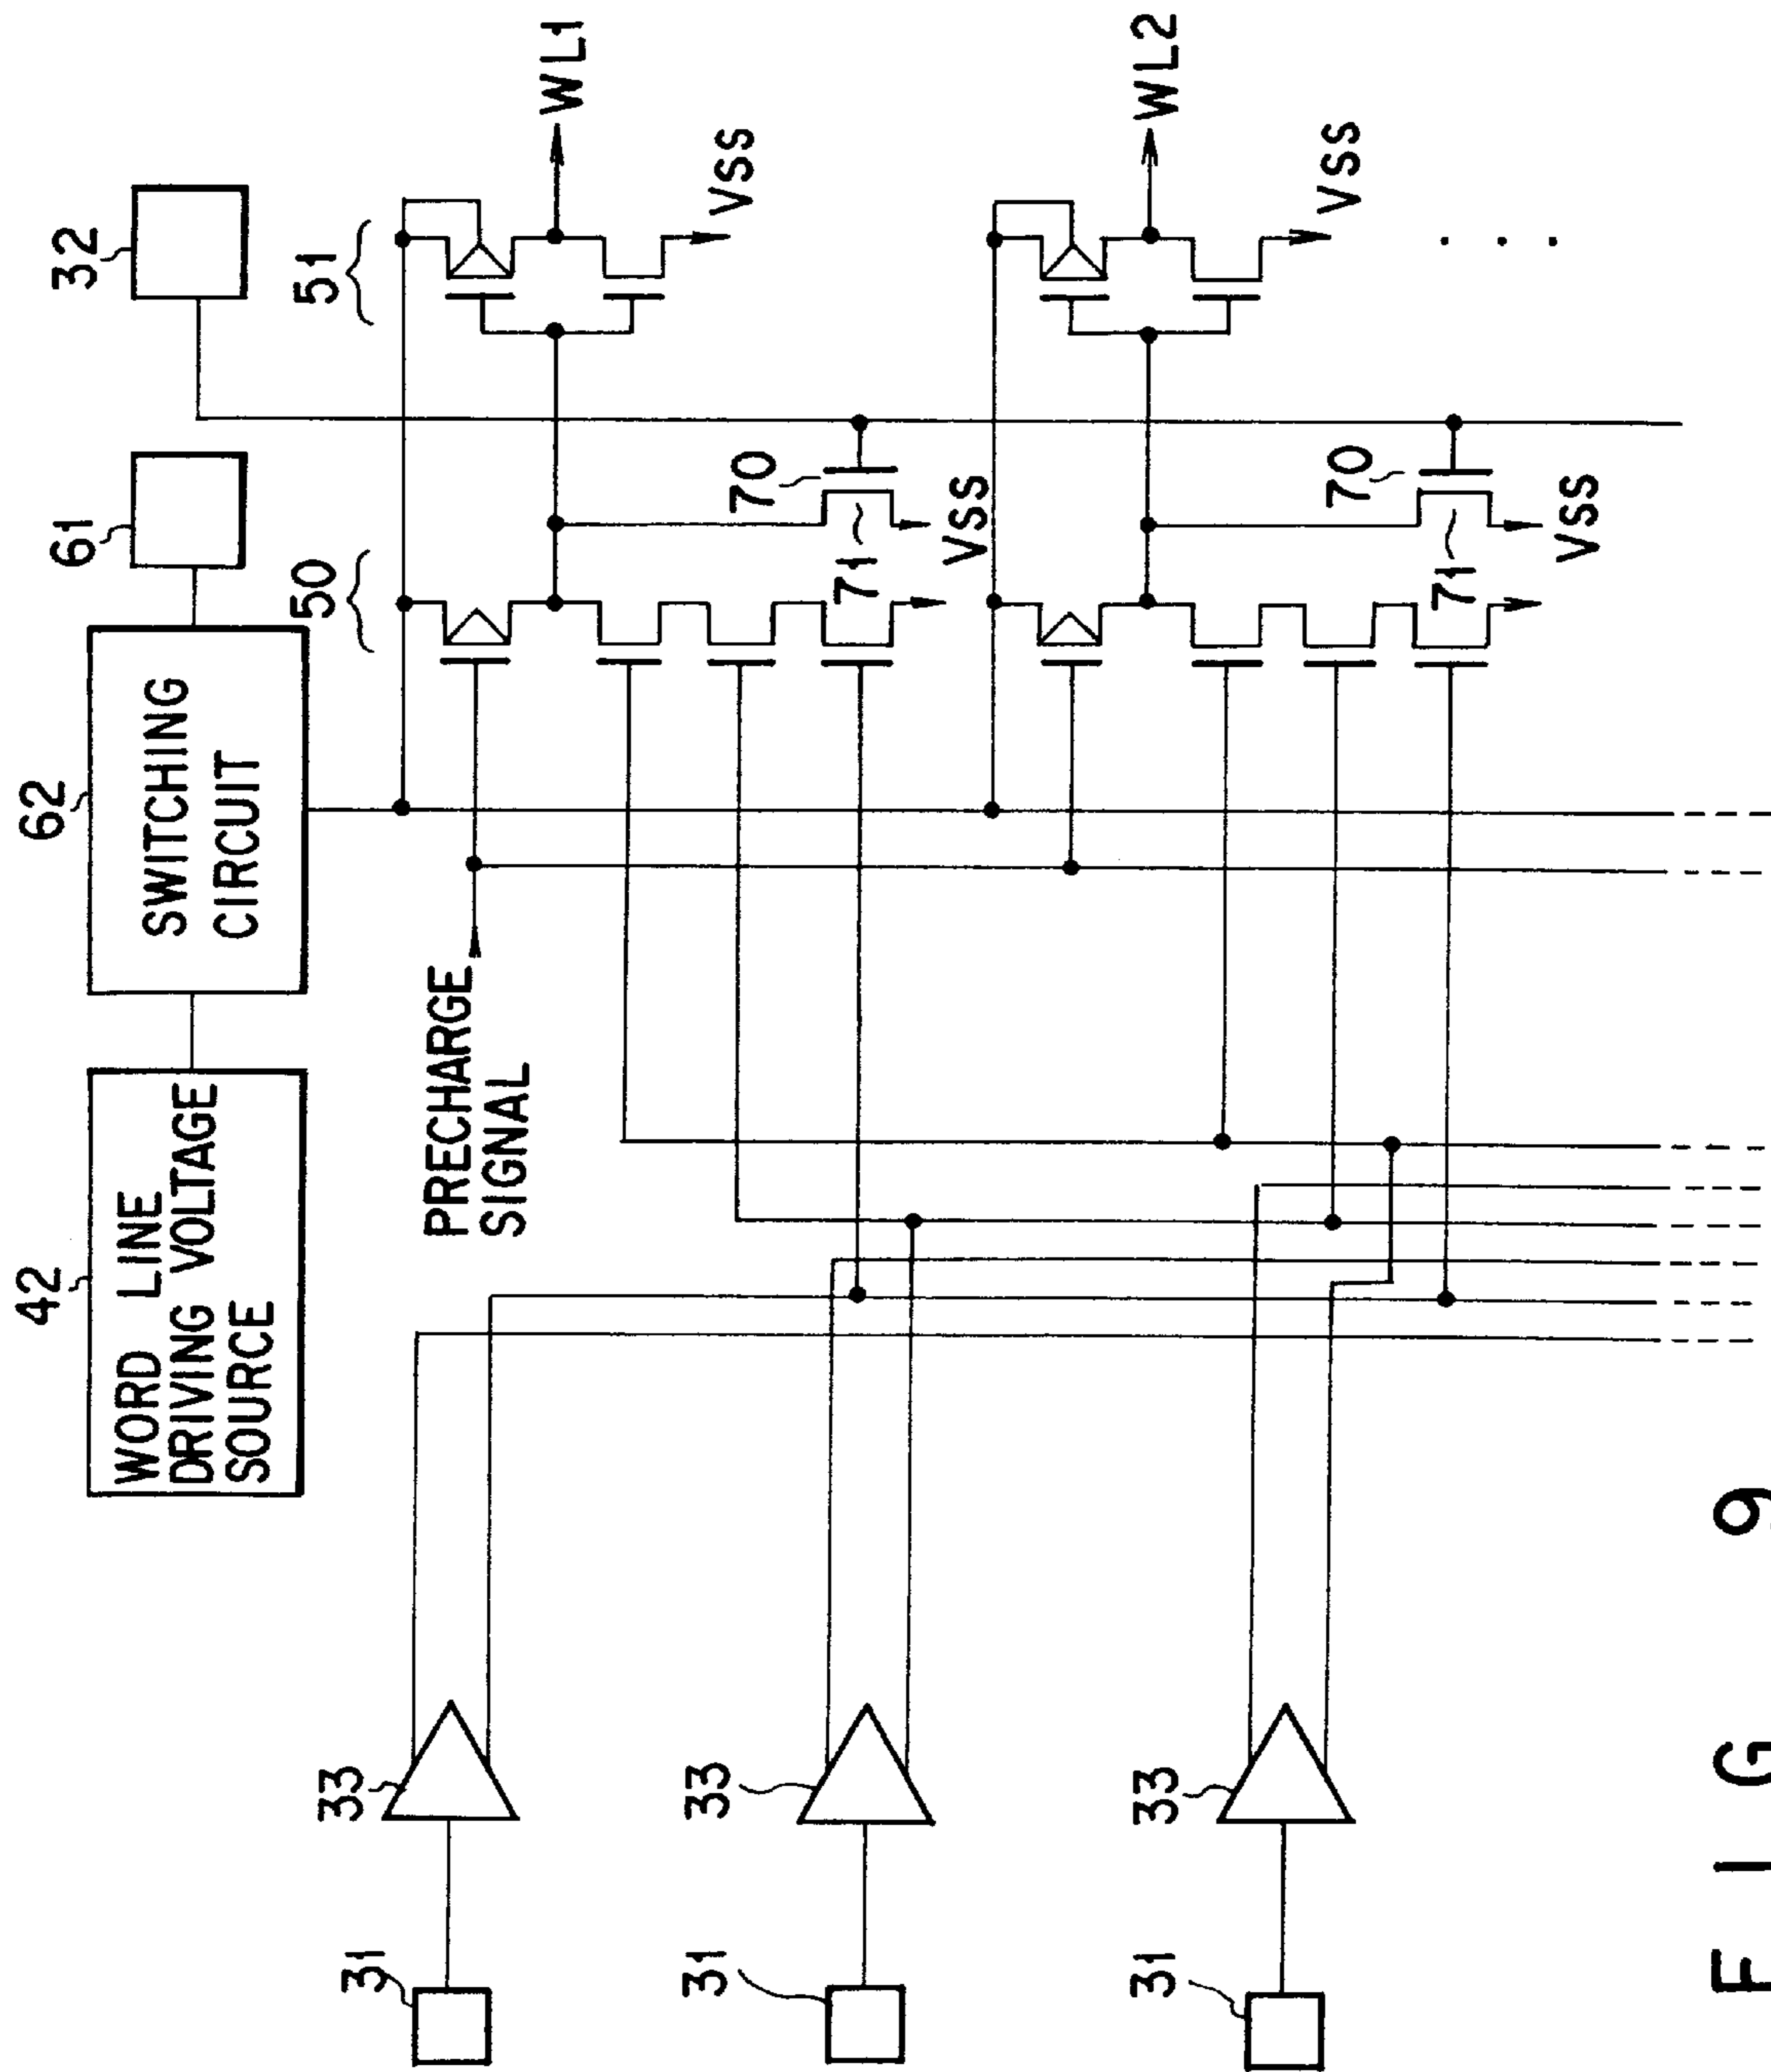 42
WORD LINE
DRIVING VOLTAGE
SOURCE
62
SWITCHING
CIRCUIT
61
32
PRECHARGE
SIGNAL
50
51
WL1
VSS
70
71
VSS
WL2
VSS
70
71
VSS
. . .
31
33
31
33
31
33
FIG 9